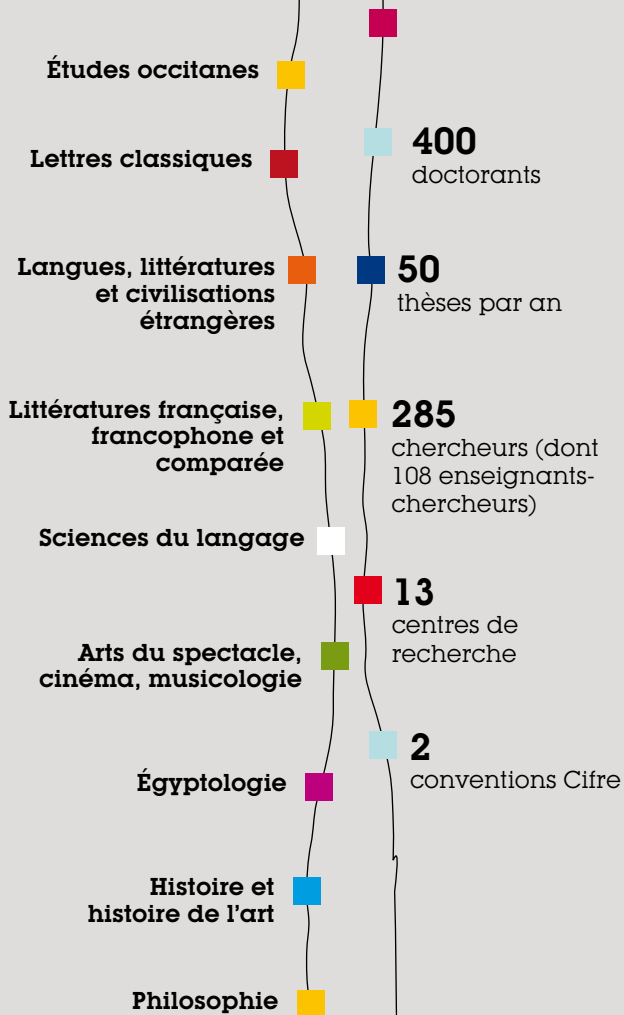 Études occitanes
Lettres classiques
Langues, littératures
et civilisations
étrangères
Littératures française,
francophone et
comparée
Sciences du langage
Arts du spectacle,
cinéma, musicologie
Égyptologie
Histoire et
histoire de l'art
Philosophie
400
doctorants
50
thèses par an
285
chercheurs (dont
108 enseignants-
chercheurs)
13
centres de
recherche
2
conventions Cifre